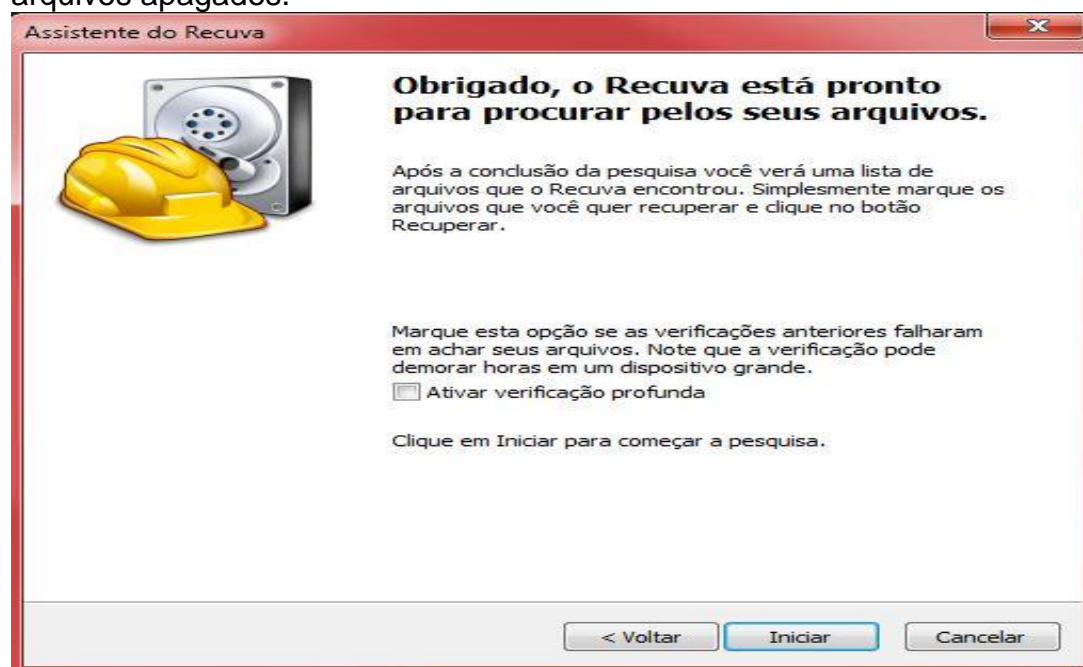 arquivos apagados.
Assistente do Recuva
Obrigado, o Recuva está pronto
para procurar pelos seus arquivos.
Após a conclusão da pesquisa você verá uma lista de
arquivos que o Recuva encontrou. Simplesmente marque os
arquivos que você quer recuperar e clique no botão
Recuperar.
Marque esta opção se as verificações anteriores falharam
em achar seus arquivos. Note que a verificação pode
demorar horas em um dispositivo grande.
Ativar verificação profunda
Clique em Iniciar para começar a pesquisa.
< Voltar Iniciar Cancelar